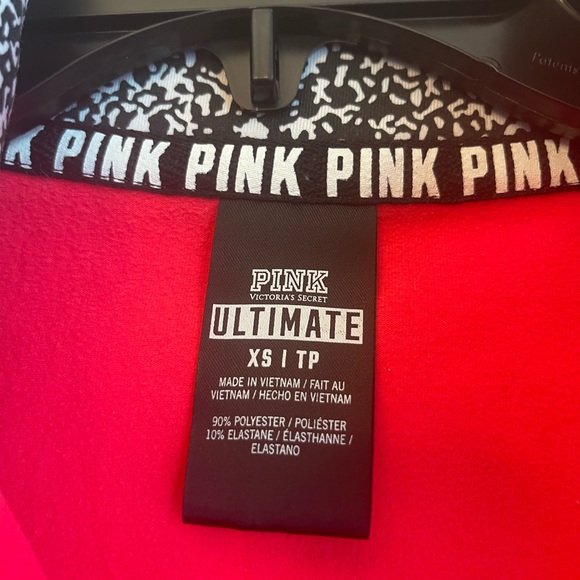 Patented
K PINK PINK PINK PINK
PINK
VICTORIA'S SECRET
ULTIMATE
XS | TP
MADE IN VIETNAM / FAIT AU
VIETNAM / HECHO EN VIETNAM
90% POLYESTER / POLIÉSTER
10% ELASTANE / ÉLASTHANNE /
ELASTANO